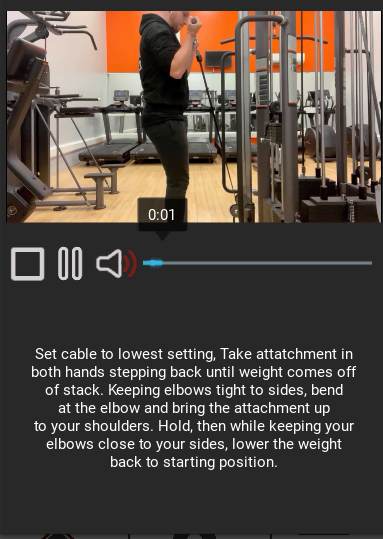 0:01
Set cable to lowest setting, Take attatchment in
both hands stepping back until weight comes off
of stack. Keeping elbows tight to sides, bend
at the elbow and bring the attachment up
to your shoulders. Hold, then while keeping your
elbows close to your sides, lower the weight
back to starting position.